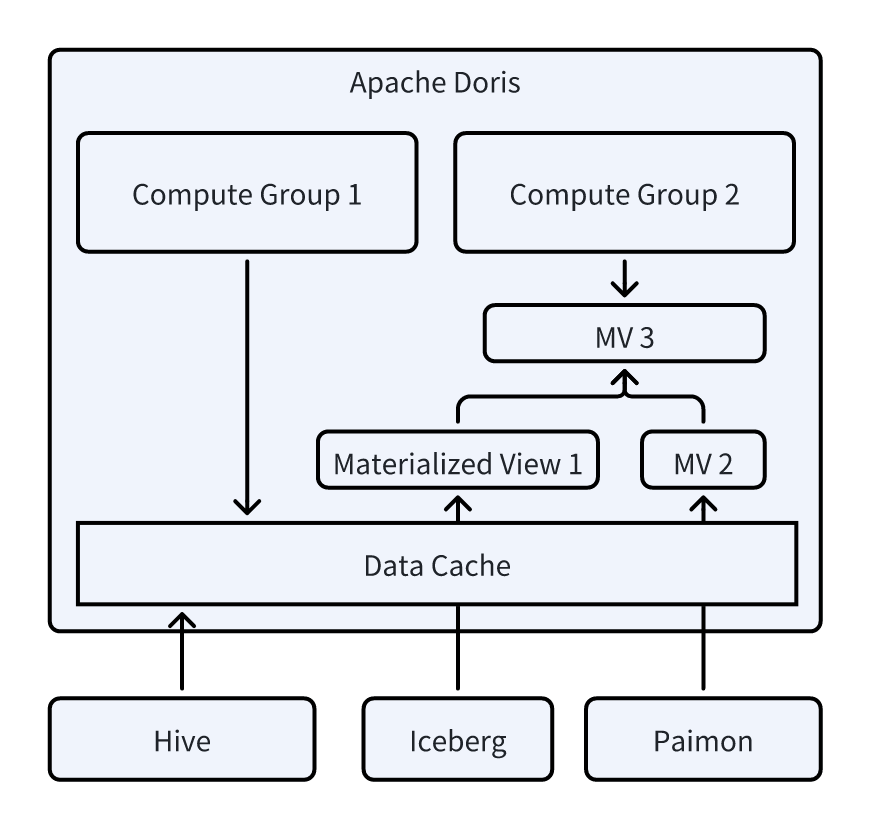 Apache Doris
Compute Group 1
Compute Group 2
MV 3
Materialized View 1
MV 2
Data Cache
Hive
Iceberg
Paimon